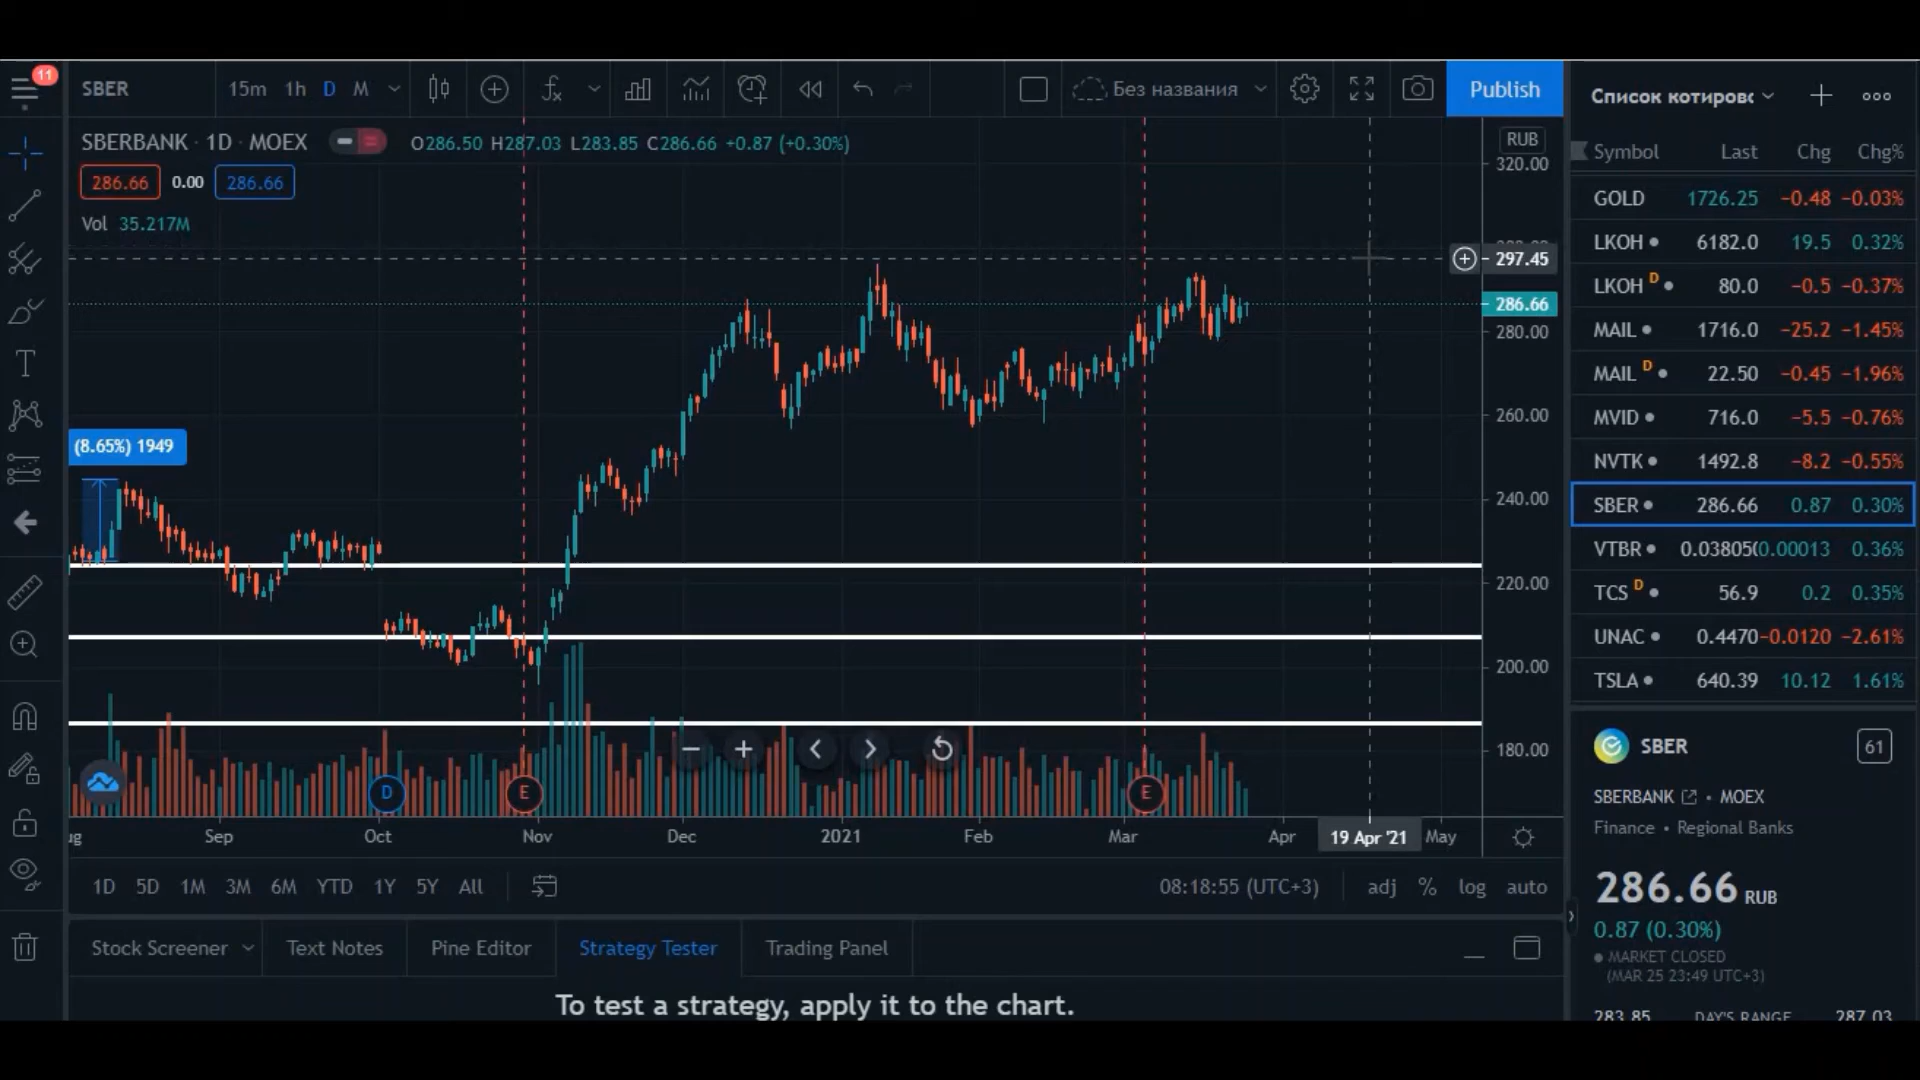 11
SBER
15m 1h D M
Без названия
Publish
Список котировс
SBERBANK · 1D · MOEX
O286.50 H287.03 L283.85 C286.66 +0.87 (+0.30%)
286.66 0.00 286.66
Vol 35.217M
RUB
320.00
297.45
286.66
280.00
260.00
240.00
220.00
200.00
180.00
(8.65%) 1949
D
E
E
Sep Oct Nov Dec 2021 Feb Mar Apr 19 Apr '21 May
1D 5D 1M 3M 6M YTD 1Y 5Y All
08:18:55 (UTC+3) adj % log auto
Stock Screener Text Notes Pine Editor Strategy Tester Trading Panel
To test a strategy, apply it to the chart.
Symbol Last Chg Chg%
GOLD 1726.25 −0.48 −0.03%
LKOH 6182.0 19.5 0.32%
LKOH D 80.0 −0.5 −0.37%
MAIL 1716.0 −25.2 −1.45%
MAIL D 22.50 −0.45 −1.96%
MVID 716.0 −5.5 −0.76%
NVTK 1492.8 −8.2 −0.55%
SBER 286.66 0.87 0.30%
VTBR 0.03805(0.00013 0.36%
TCS D 56.9 0.2 0.35%
UNAC 0.4470 −0.0120 −2.61%
TSLA 640.39 10.12 1.61%
SBER 61
SBERBANK · MOEX
Finance · Regional Banks
286.66 RUB
0.87 (0.30%)
MARKET CLOSED
(MAR 25 23:49 UTC+3)
283.85 DAY'S RANGE 287.03